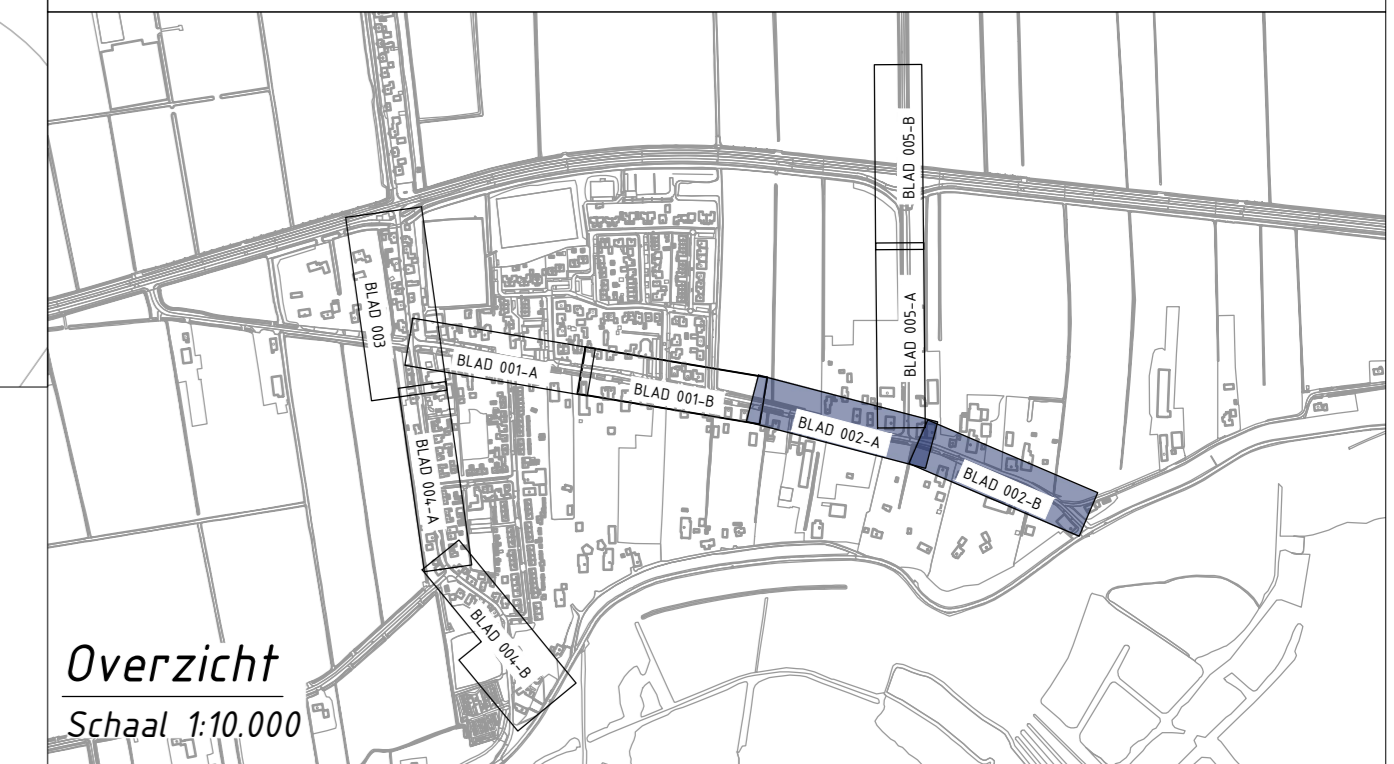 BLAD 005-B
BLAD 003
BLAD 005-A
BLAD 001-A
BLAD 001-B
BLAD 002-A
BLAD 004-A
BLAD 002-B
BLAD 004-B
Overzicht
Schaal 1:10.000